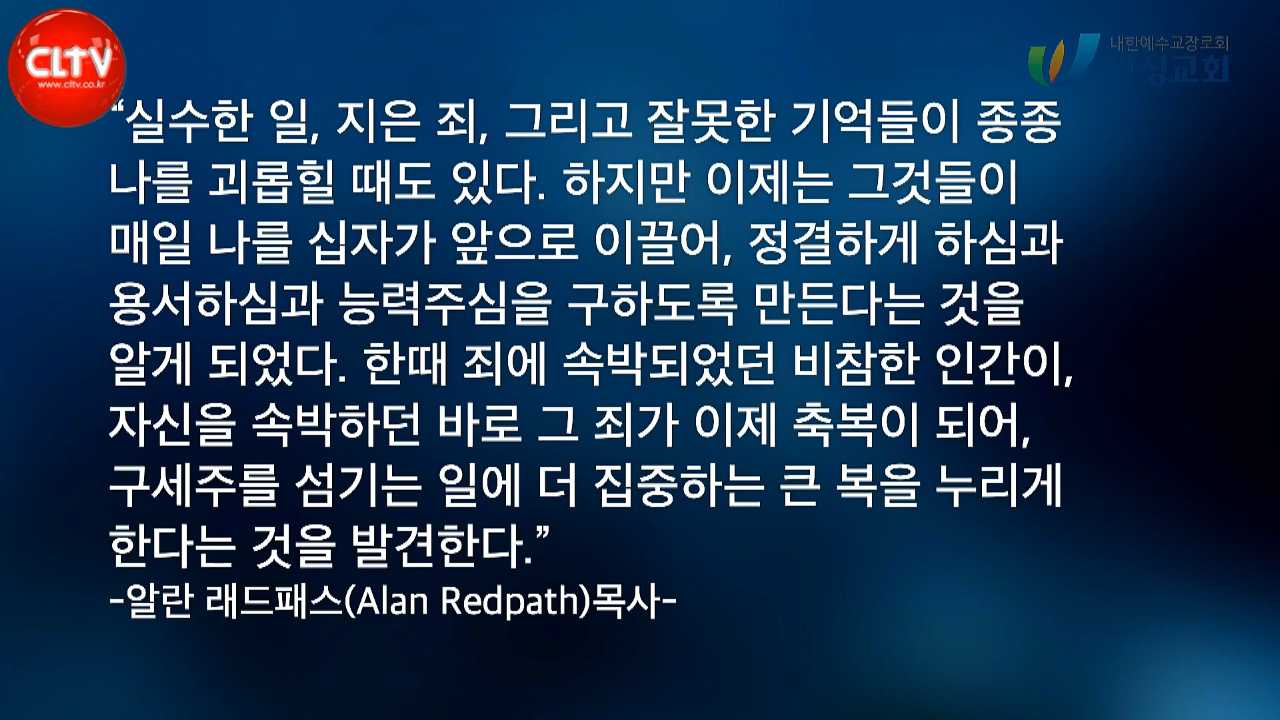 CLTV
www.cltv.co.kr
대한예수교장로회
“실수한 일, 지은 죄, 그리고 잘못한 기억들이 종종
나를 괴롭힐 때도 있다. 하지만 이제는 그것들이
매일 나를 십자가 앞으로 이끌어, 정결하게 하심과
용서하심과 능력주심을 구하도록 만든다는 것을
알게 되었다. 한때 죄에 속박되었던 비참한 인간이,
자신을 속박하던 바로 그 죄가 이제 축복이 되어,
구세주를 섬기는 일에 더 집중하는 큰 복을 누리게
한다는 것을 발견한다.”
-알란 래드패스(Alan Redpath)목사-